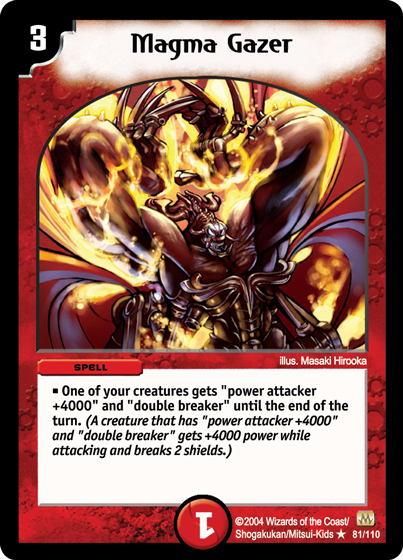 3
Magma Gazer
illus. Masaki Hirooka
SPELL
▪ One of your creatures gets "power attacker
+4000" and "double breaker" until the end of the
turn. (A creature that has "power attacker +4000"
and "double breaker" gets +4000 power while
attacking and breaks 2 shields.)
1
©2004 Wizards of the Coast/
Shogakukan/Mitsui-Kids ★ 81/110